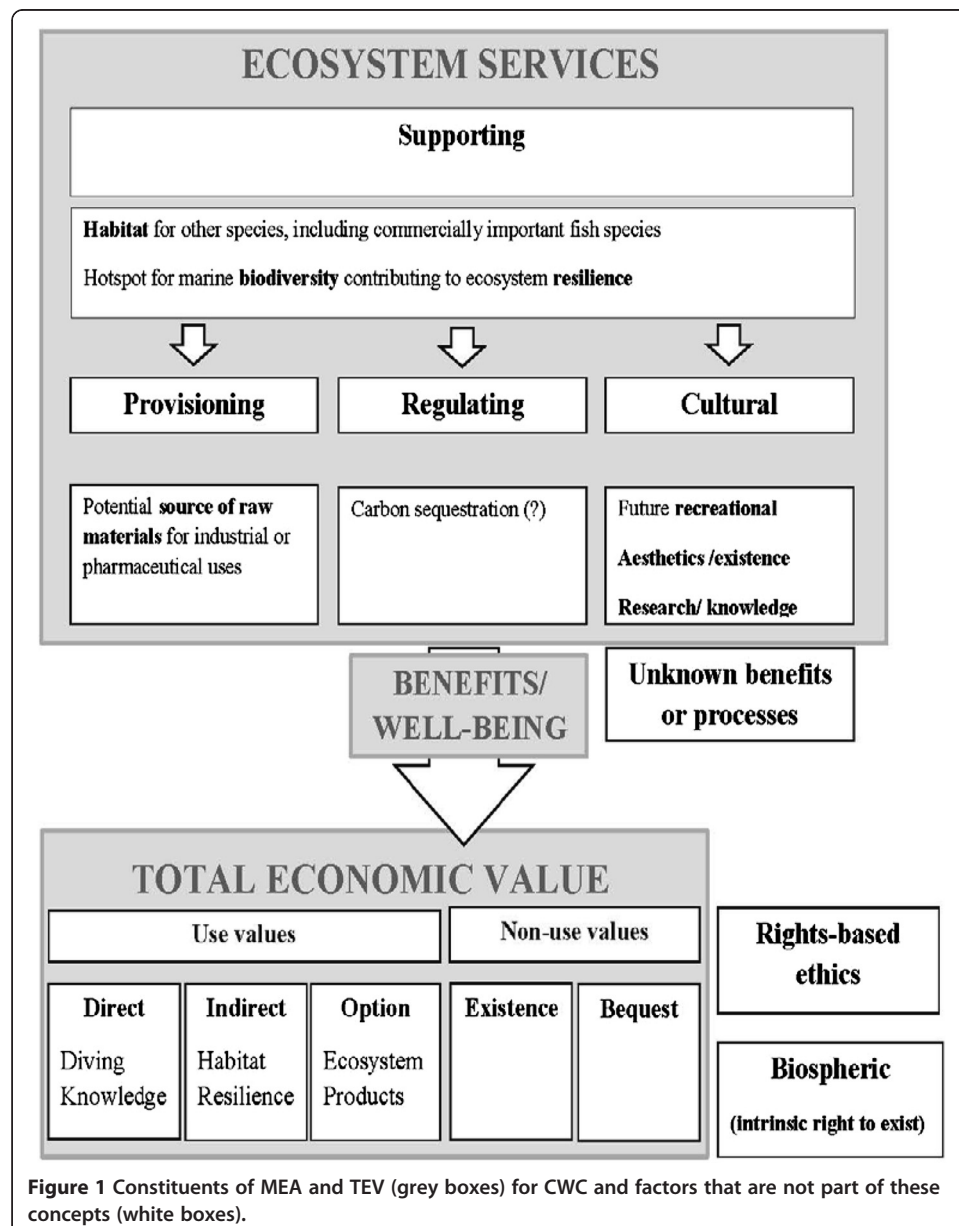 ECOSYSTEM SERVICES
Supporting
Habitat for other species, including commercially important fish species
Hotspot for marine biodiversity contributing to ecosystem resilience
Provisioning
Regulating
Cultural
Potential source of raw
materials for industrial or
pharmaceutical uses
Carbon sequestration (?)
Future recreational
Aesthetics /existence
Research/ knowledge
BENEFITS/
WELL-BEING
Unknown benefits
or processes
TOTAL ECONOMIC VALUE
Use values
Non-use values
Direct
Diving
Knowledge
Indirect
Habitat
Resilience
Option
Ecosystem
Products
Existence
Bequest
Rights-based
ethics
Biospheric
(intrinsic right to exist)
Figure 1 Constituents of MEA and TEV (grey boxes) for CWC and factors that are not part of these
concepts (white boxes).